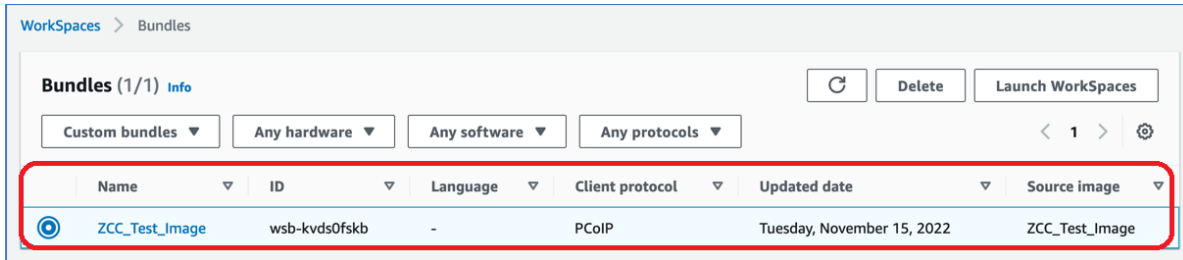 WorkSpaces > Bundles
Bundles (1/1) Info Delete Launch WorkSpaces
Custom bundles Any hardware Any software Any protocols < 1 >
Name ID Language Client protocol Updated date Source image
ZCC_Test_Image wsb-kvds0fskb - PCoIP Tuesday, November 15, 2022 ZCC_Test_Image